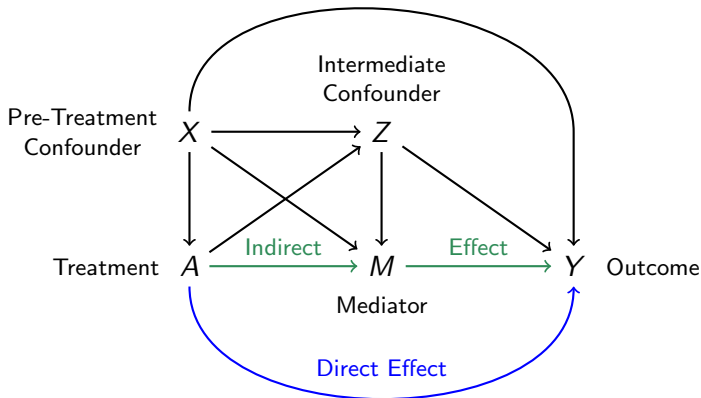 Intermediate
Confounder
Pre-Treatment
Confounder
X
Z
Indirect
Effect
Treatment
A
M
Y
Outcome
Mediator
Direct Effect